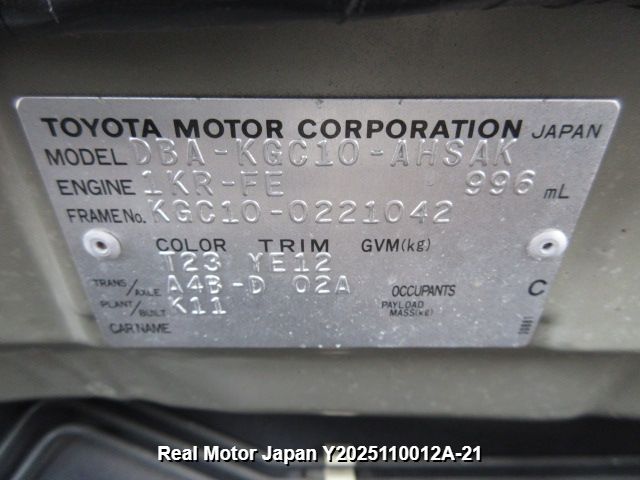 TOYOTA MOTOR CORPORATION JAPAN
MODEL DBA-KGC10-AHSAK
ENGINE 1KR-FE 996 mL
FRAME No. KGC10-0221042
COLOR TRIM GVM(kg)
T23 YE12
TRANS/AXLE A4B-D 02A OCCUPANTS C
PLANT/BUILT K11 PAYLOAD MASS(kg)
CAR NAME
Real Motor Japan Y2025110012A-21